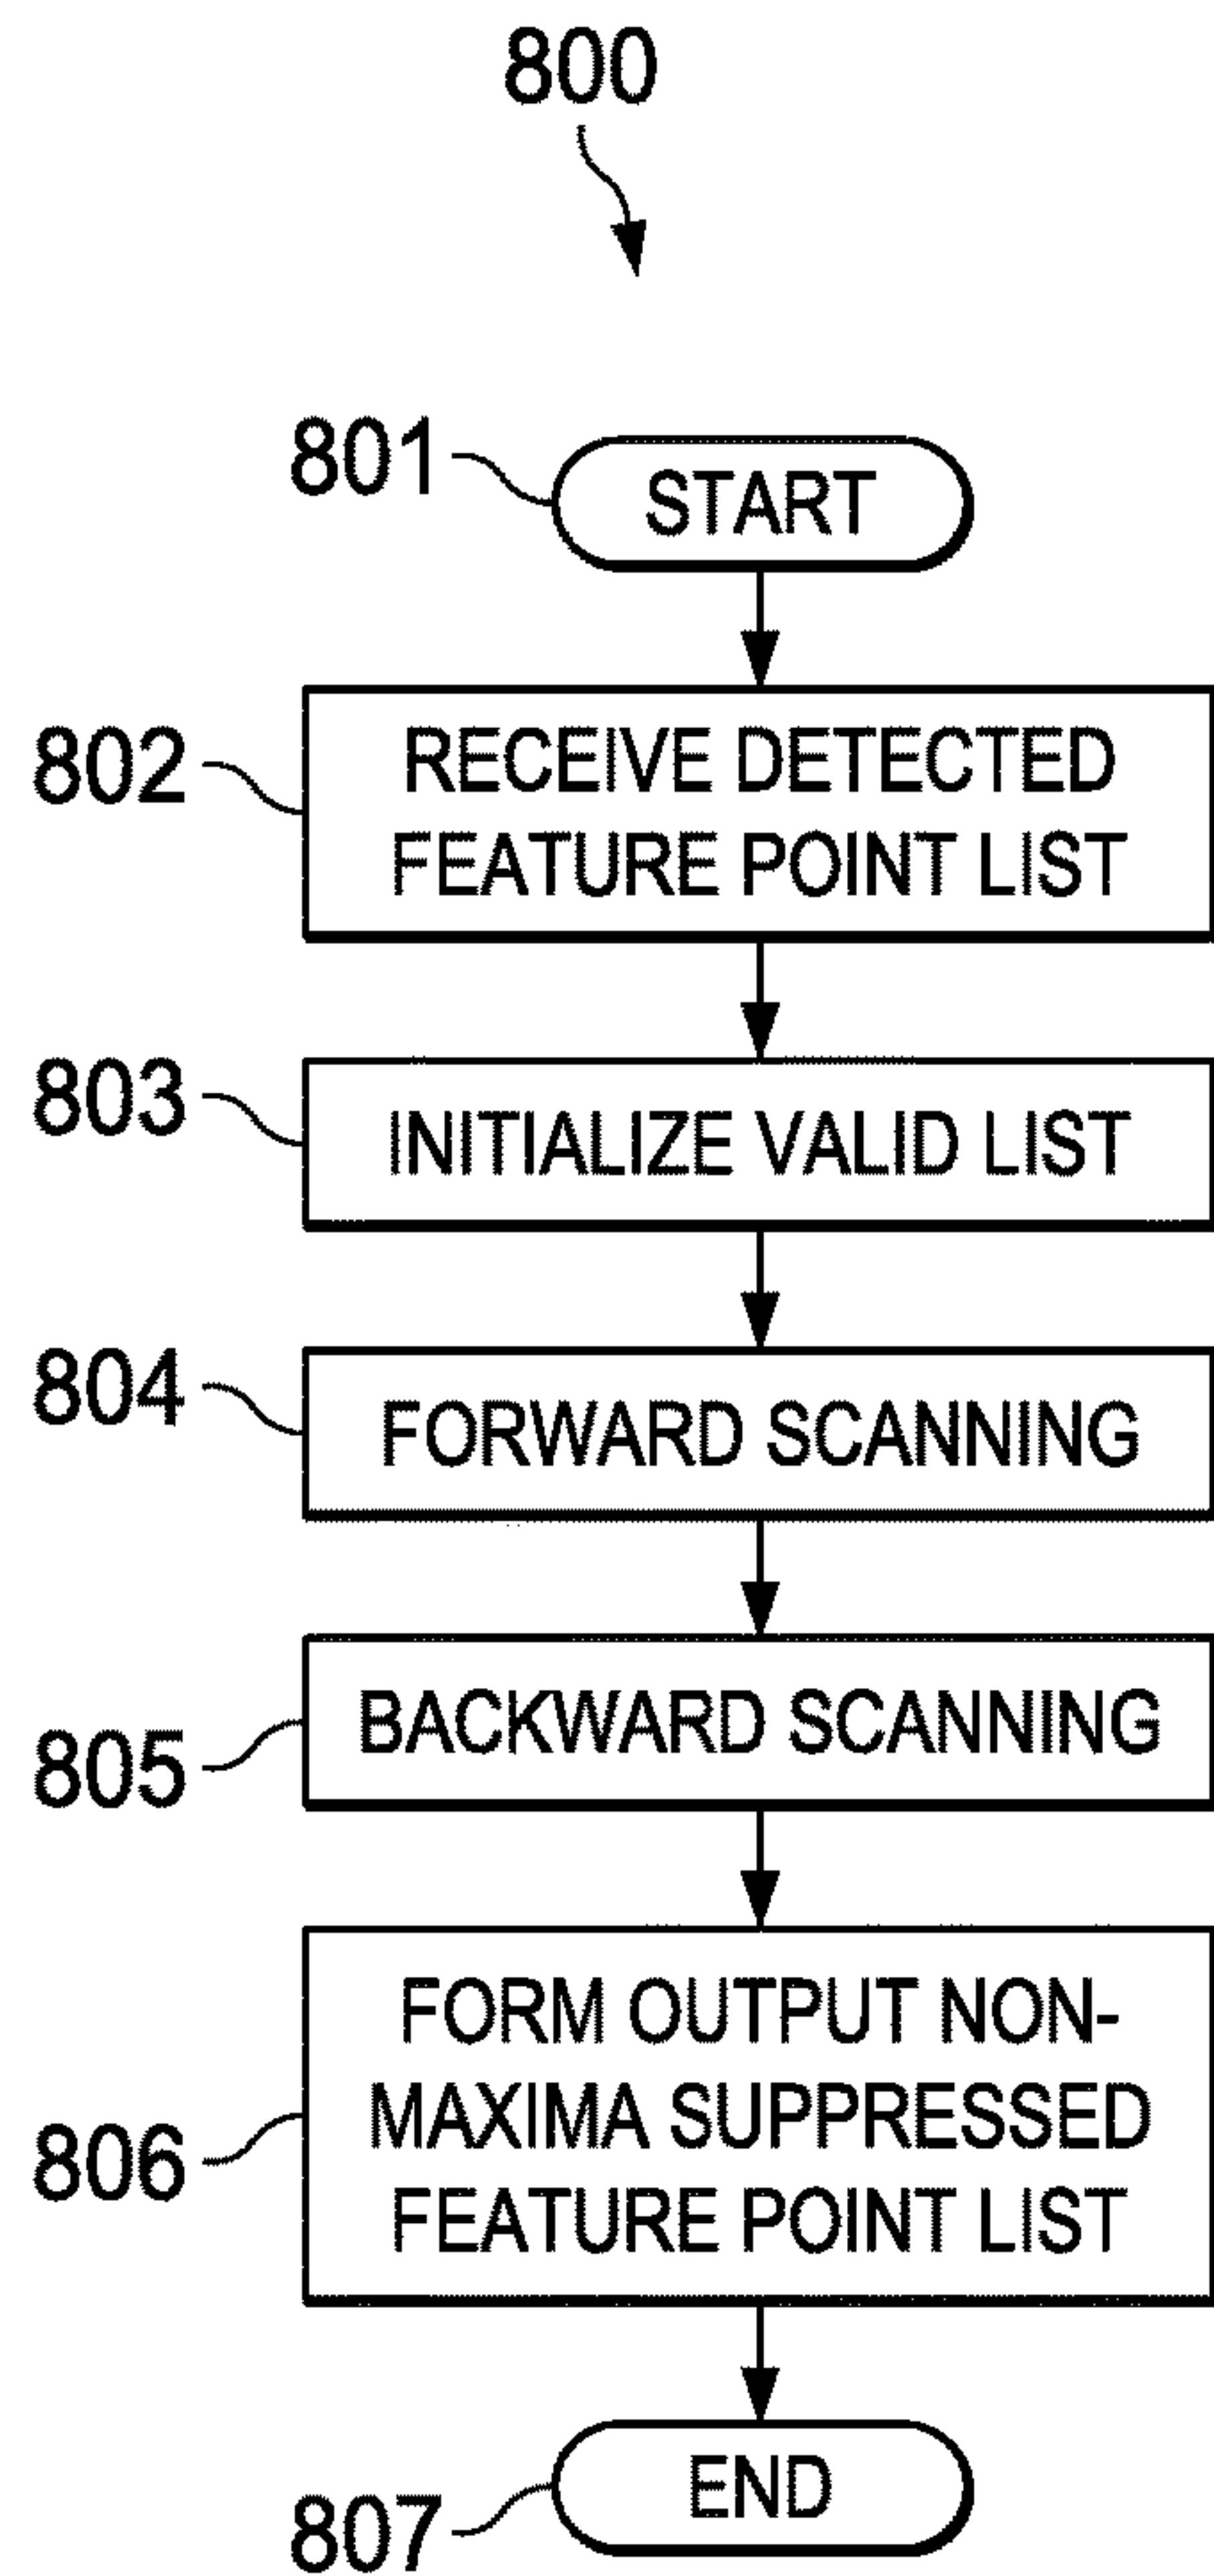 800
801
START
802
RECEIVE DETECTED
FEATURE POINT LIST
803
INITIALIZE VALID LIST
804
FORWARD SCANNING
805
BACKWARD SCANNING
806
FORM OUTPUT NON-
MAXIMA SUPPRESSED
FEATURE POINT LIST
807
END